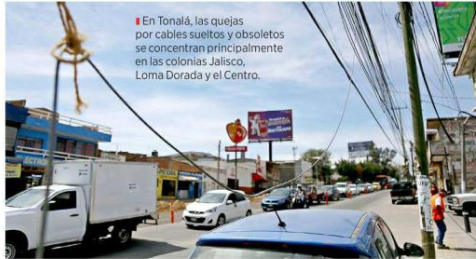 En Tonalá, las quejas
por cables sueltos y obsoletos
se concentran principalmente
en las colonias Jalisco,
Loma Dorada y el Centro.